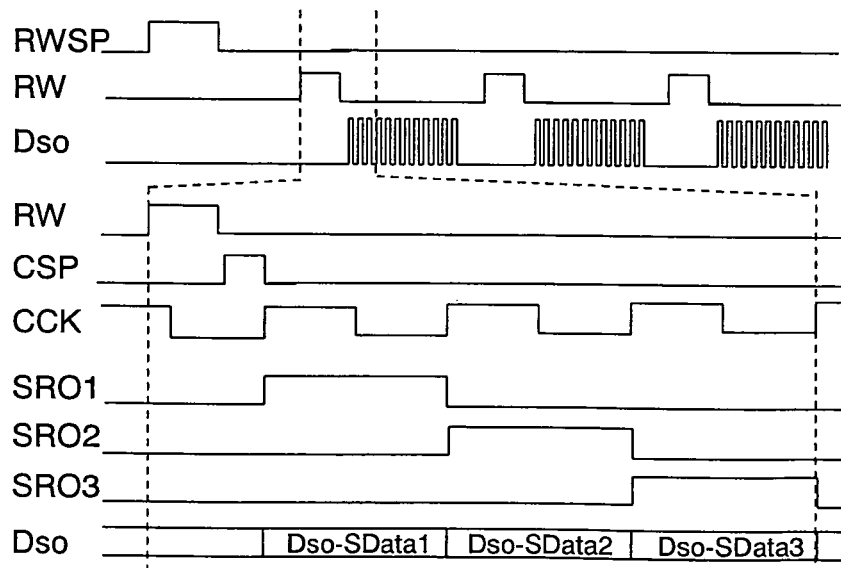 RWSP
RW
Dso
RW
CSP
CCK
SRO1
SRO2
SRO3
Dso Dso-SData1 Dso-SData2 Dso-SData3